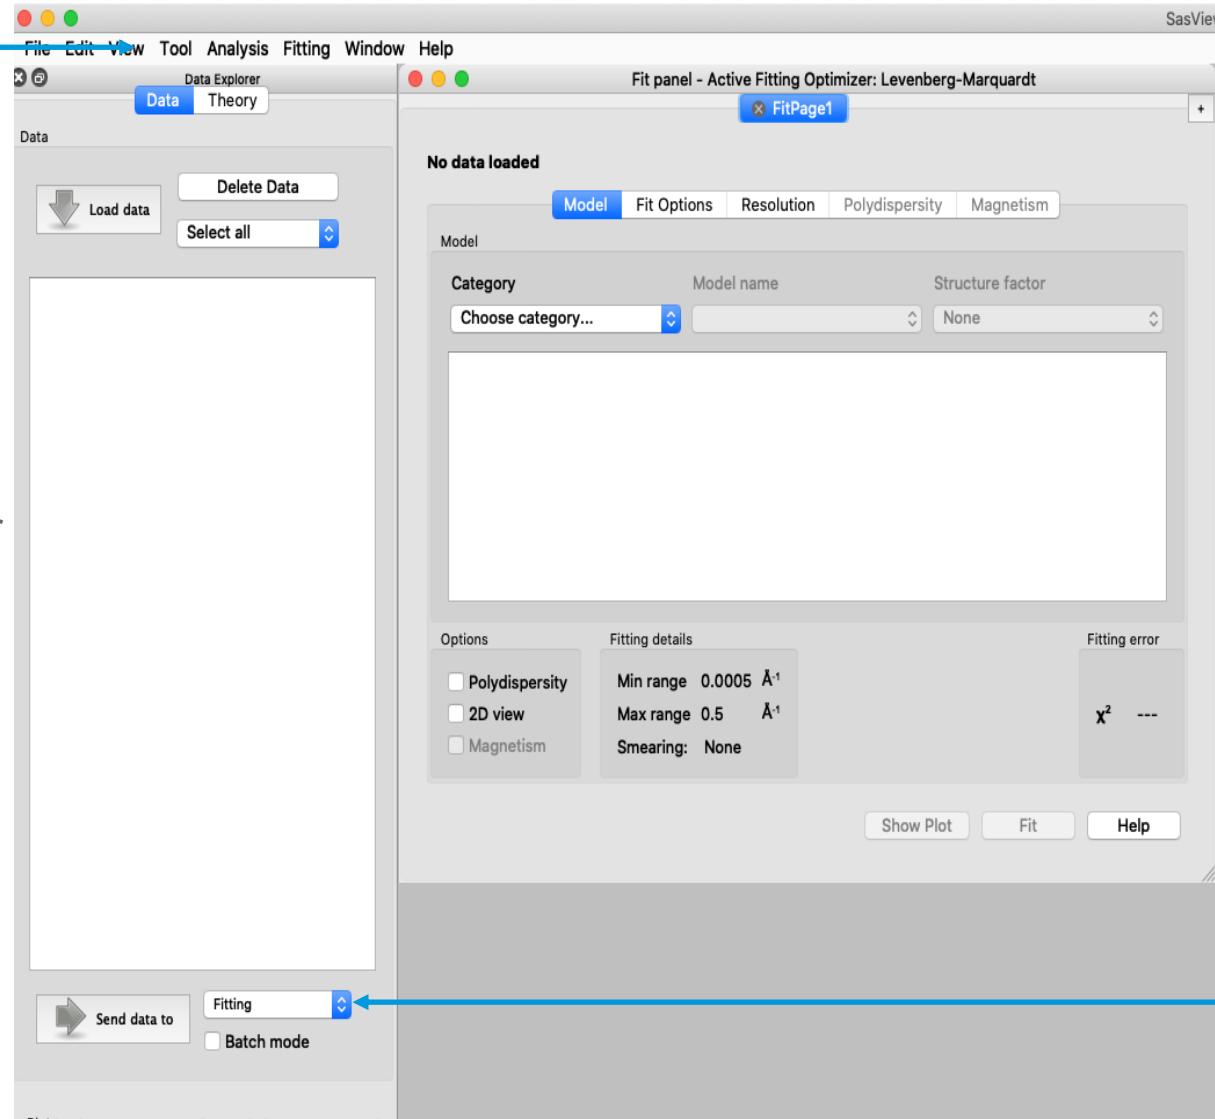 SasView
File Edit View Tool Analysis Fitting Window Help
Data Explorer
Data Theory
Data
Load data
Delete Data
Select all
Send data to
Fitting
Batch mode
Fit panel - Active Fitting Optimizer: Levenberg-Marquardt
FitPage1
+
No data loaded
Model Fit Options Resolution Polydispersity Magnetism
Model
Category Model name Structure factor
Choose category... None
Options
Polydispersity
2D view
Magnetism
Fitting details
Min range 0.0005 Å-1
Max range 0.5 Å-1
Smearing: None
Fitting error
χ² ---
Show Plot Fit Help